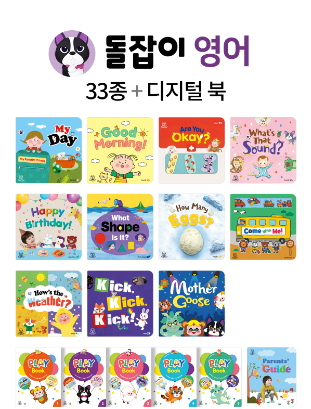 돌잡이 영어
33종 + 디지털 북
My
Day
Good
Morning!
Are You
Okay?
What's
That
Sound?
Happy
Birthday!
What
Shape
Is It?
How Many
Eggs?
Come with Me!
How's the
Weather?
Kick,
Kick,
Kick!
Mother
Goose
PLAY
Book
PLAY
Book
PLAY
Book
PLAY
Book
PLAY
Book
Parents'
Guide